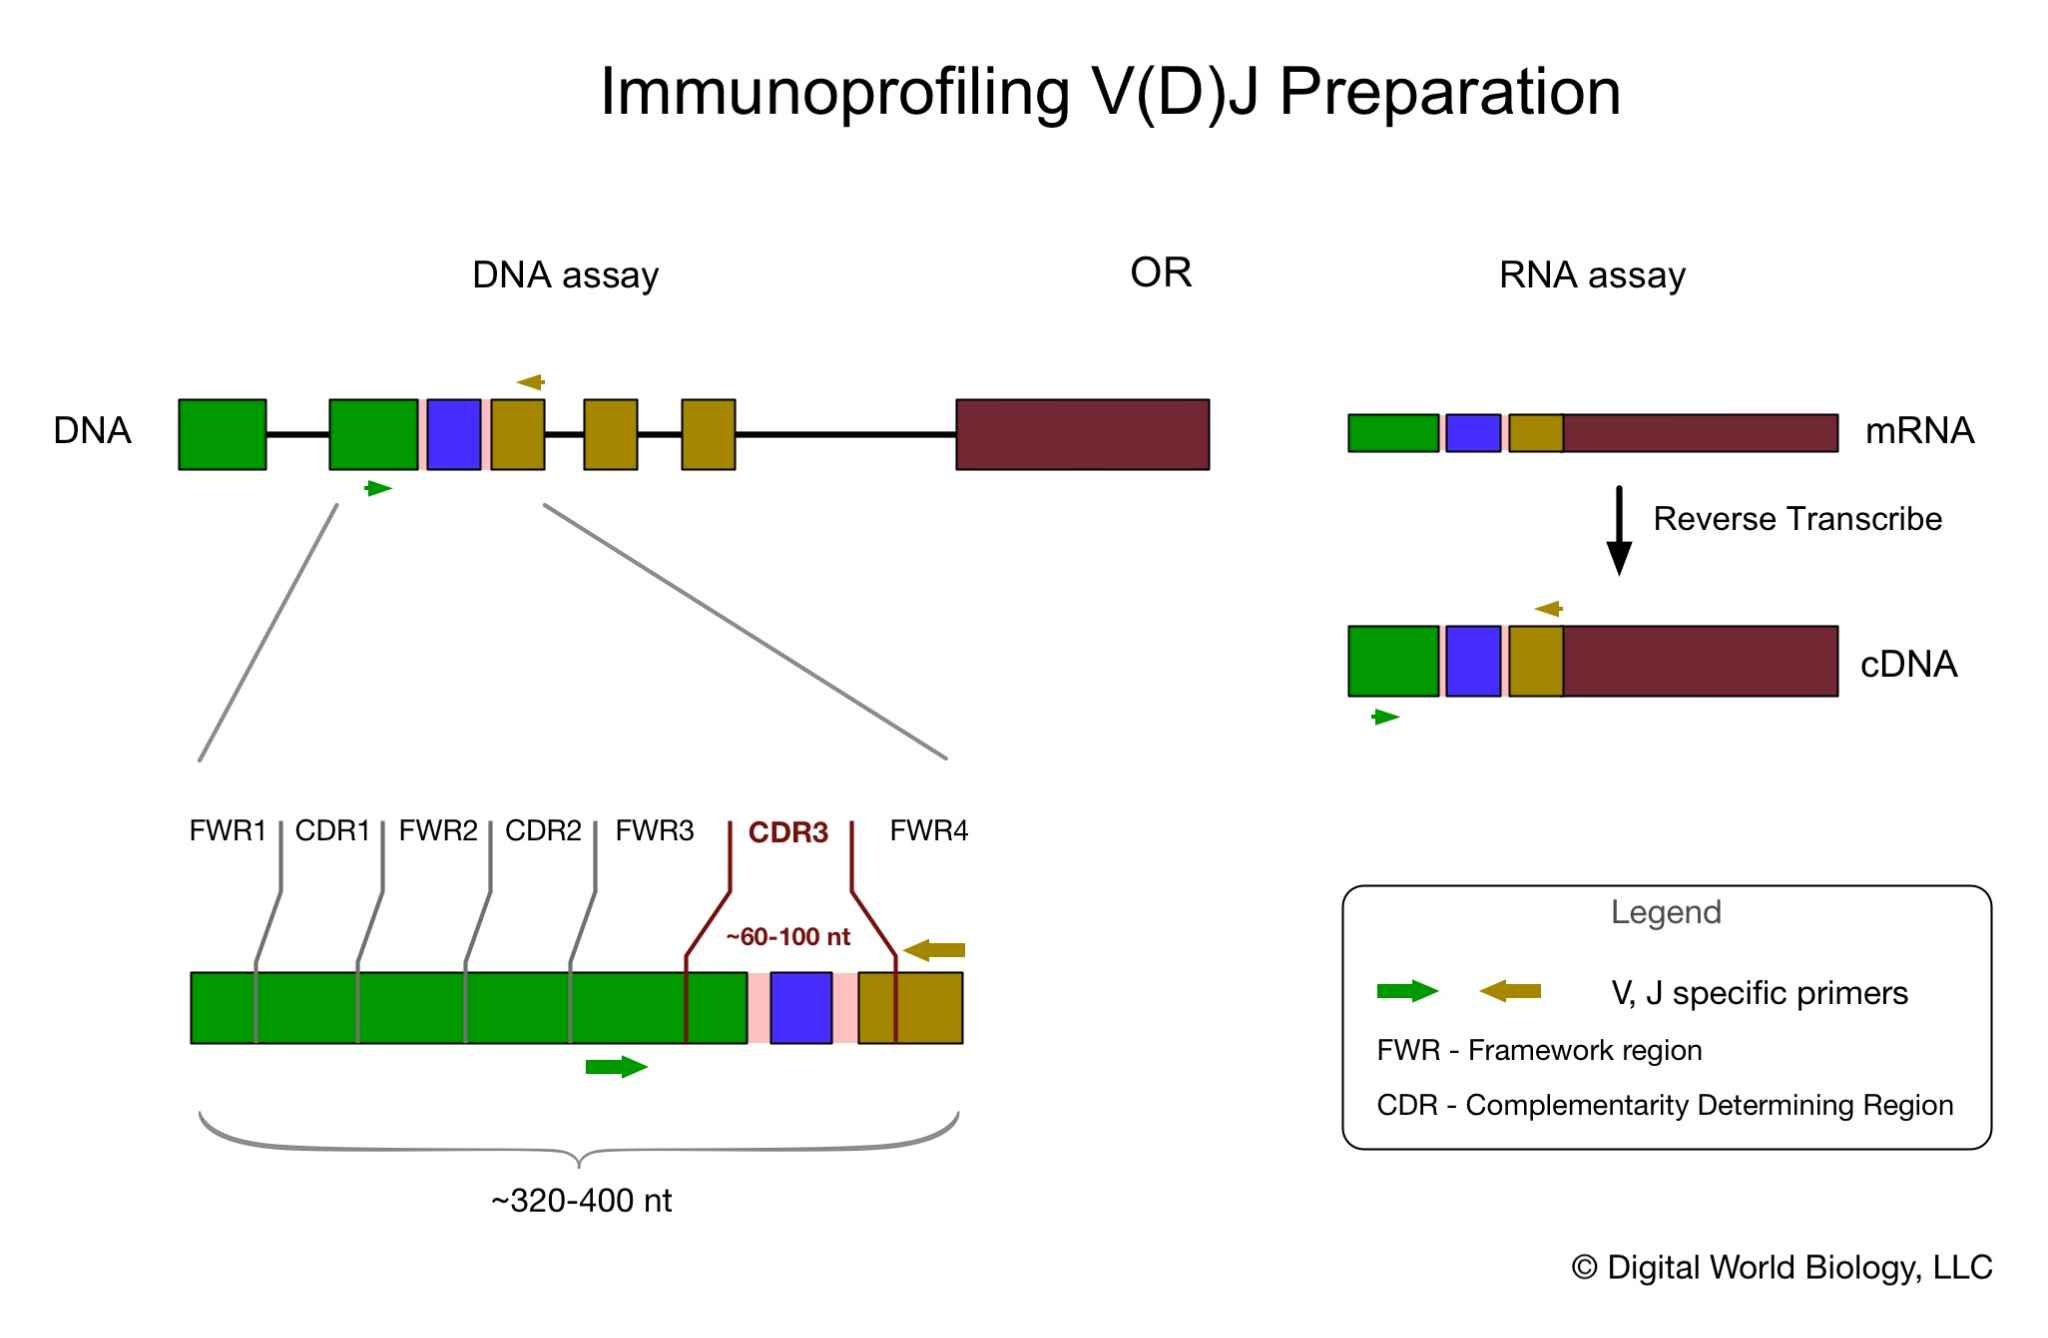 Immunoprofiling V(D)J Preparation
DNA assay
OR
RNA assay
DNA
mRNA
Reverse Transcribe
cDNA
FWR1
CDR1
FWR2
CDR2
FWR3
CDR3
FWR4
~60-100 nt
~320-400 nt
Legend
V, J specific primers
FWR - Framework region
CDR - Complementarity Determining Region
© Digital World Biology, LLC